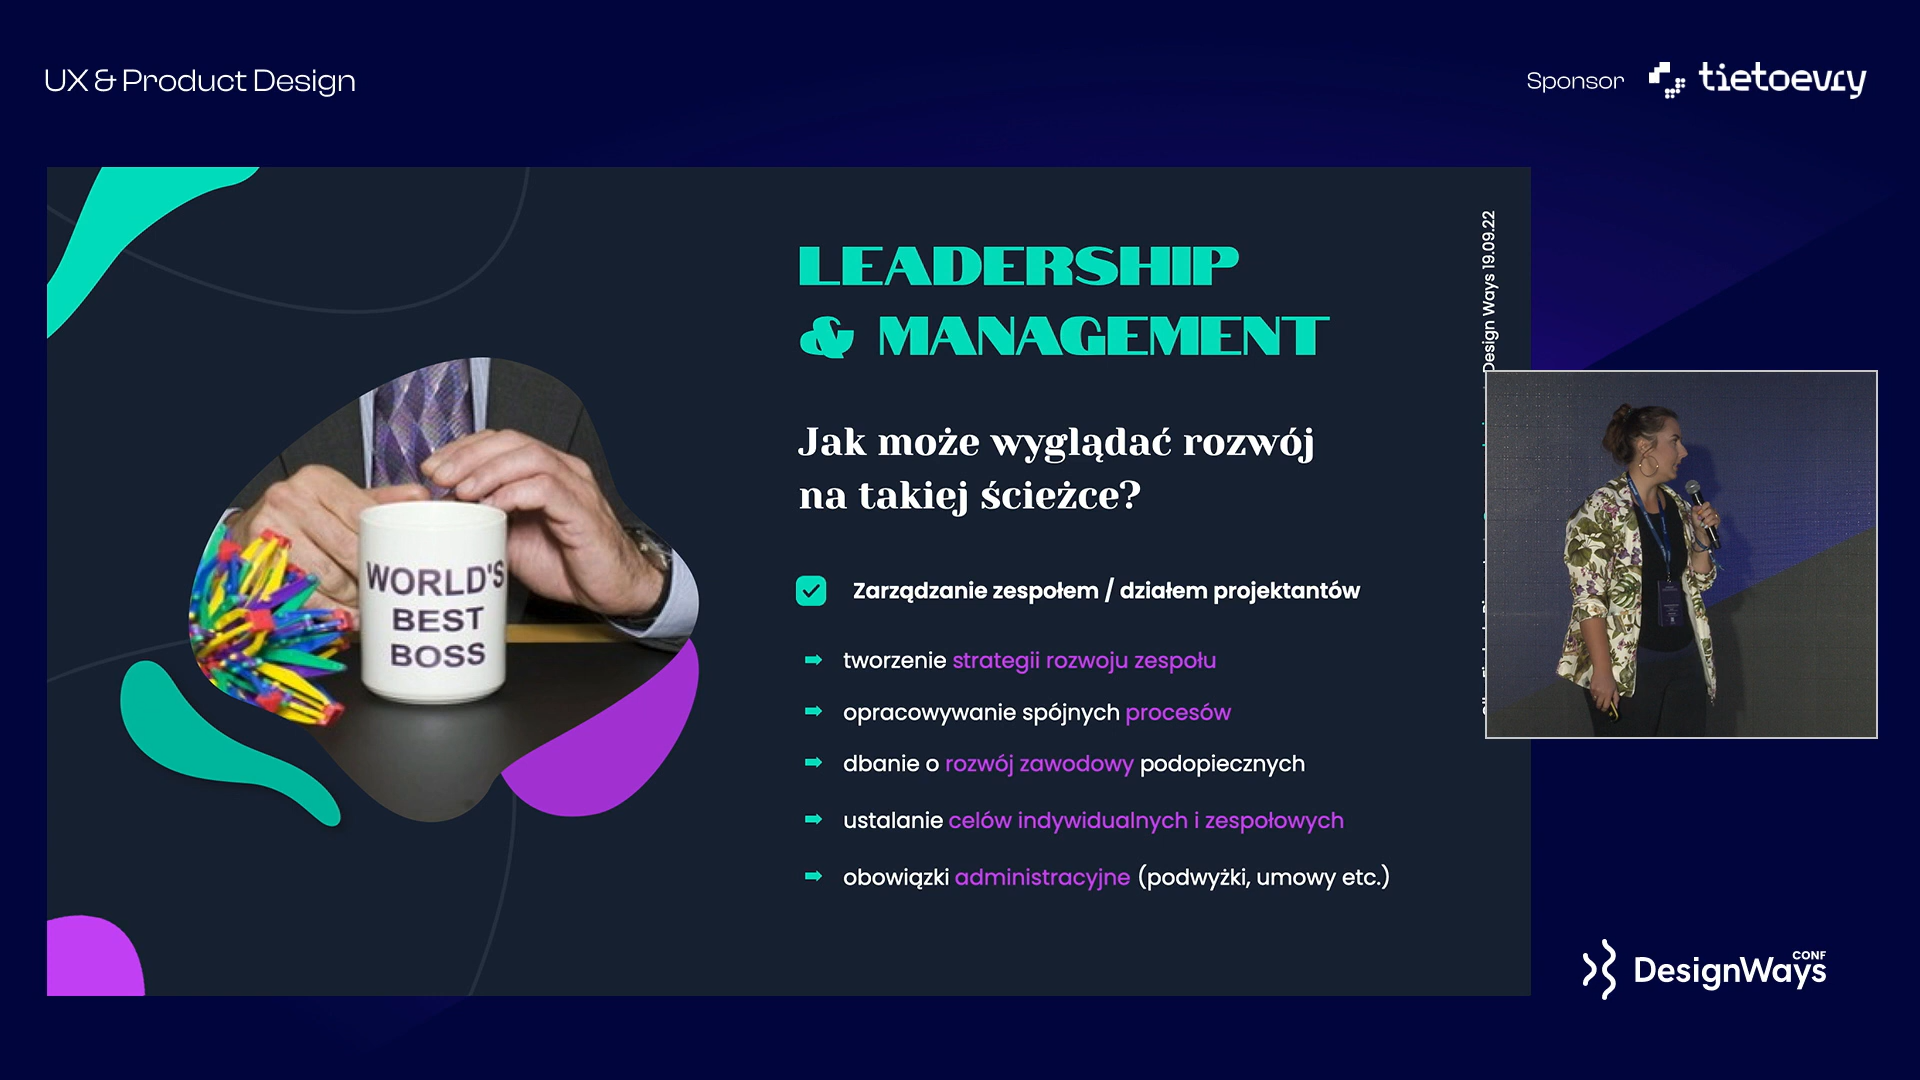 UX & Product Design
Sponsor tietoevry
LEADERSHIP
& MANAGEMENT
Jak może wyglądać rozwój
na takiej ścieżce?
Zarządzanie zespołem / działem projektantów
tworzenie strategii rozwoju zespołu
opracowywanie spójnych procesów
dbanie o rozwój zawodowy podopiecznych
ustalanie celów indywidualnych i zespołowych
obowiązki administracyjne (podwyżki, umowy etc.)
WORLD'S
BEST
BOSS
Design Ways 19.09.22
DesignWays CONF